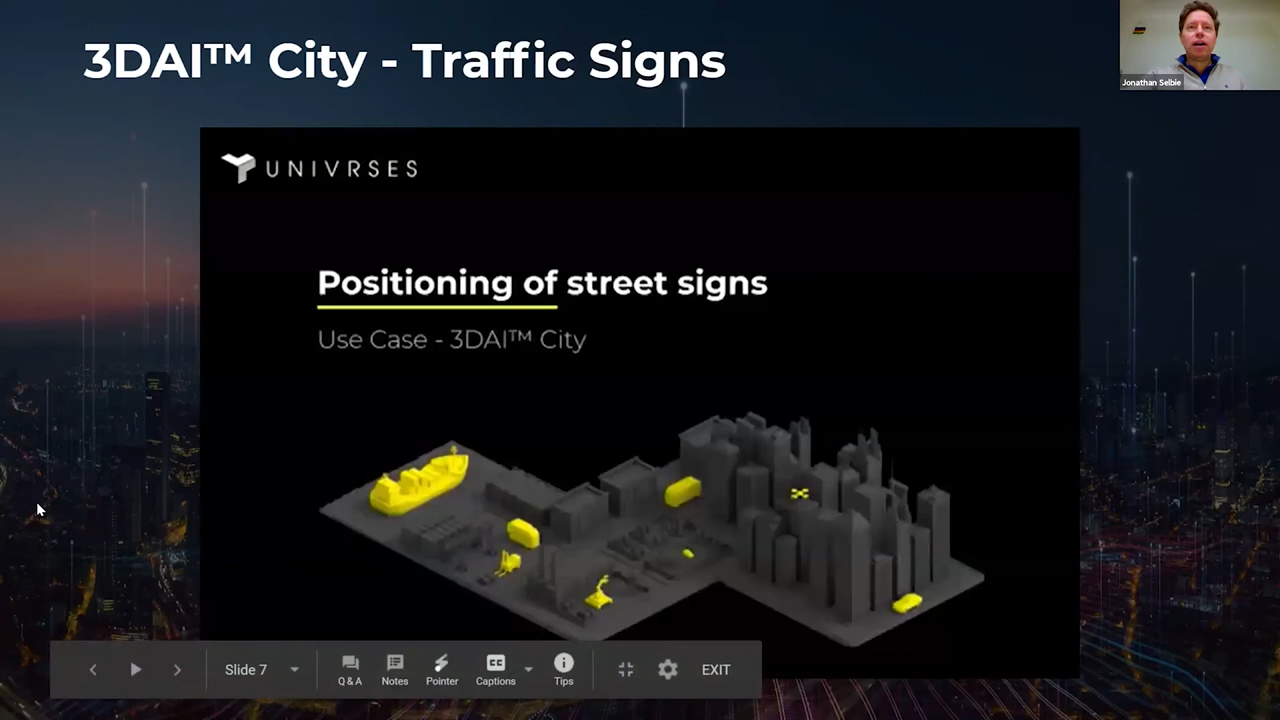 3DAI™ City - Traffic Signs
Jonathan Selbie
UNIVRSES
Positioning of street signs
Use Case - 3DAI™ City
Slide 7
Q & A
Notes
Pointer
Captions
Tips
EXIT
CC